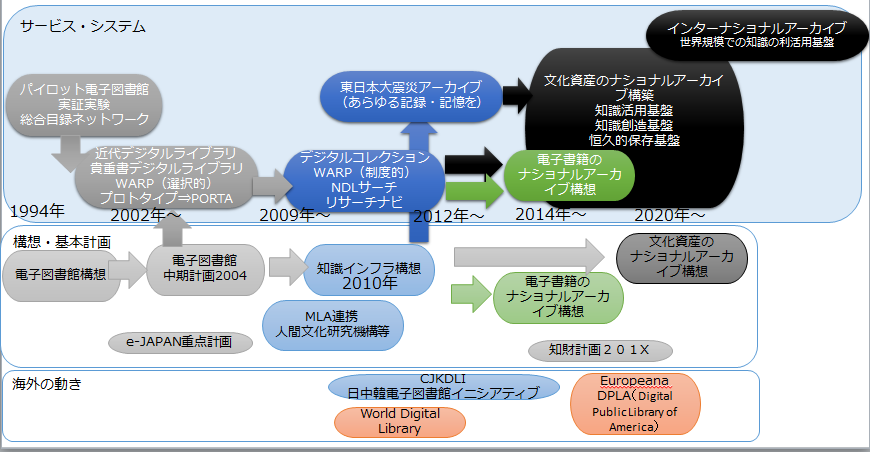 サービス・システム
インターナショナルアーカイブ
世界規模での知識の利活用基盤
パイロット電子図書館
実証実験
総合目録ネットワーク
東日本大震災アーカイブ
（あらゆる記録・記憶を）
文化資産のナショナルアーカイ
ブ構築
知識活用基盤
知識創造基盤
恒久的保存基盤
近代デジタルライブラリ
貴重書デジタルライブラリ
WARP（選択的）
プロトタイプ⇒PORTA
デジタルコレクション
WARP（制度的）
NDLサーチ
リサーチナビ
電子書籍の
ナショナルアーカ
イブ構想
1994年
2002年～
2009年～
2012年～
2014年～
2020年～
構想・基本計画
電子図書館構想
電子図書館
中期計画2004
知識インフラ構想
2010年
文化資産の
ナショナルアーカ
イブ構想
電子書籍の
ナショナルアーカ
イブ構想
MLA連携
人間文化研究機構等
e-JAPAN重点計画
知財計画２０１X
海外の動き
CJKDLI
日中韓電子図書館イニシアティブ
World Digital
Library
Europeana
DPLA（Digital
Public Library of
America）